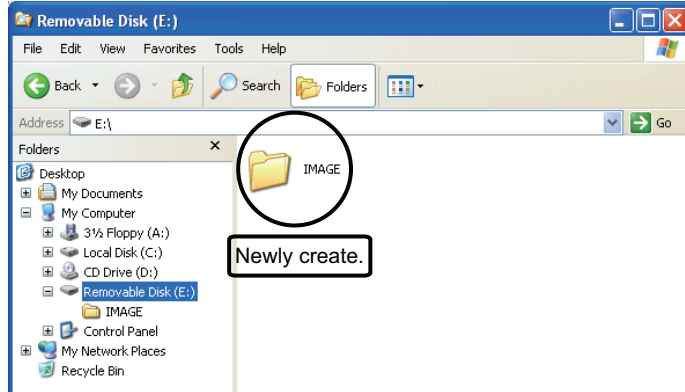 Removable Disk (E:)
File Edit View Favorites Tools Help
Back Search Folders
Address E:\ Go
Folders ×
Desktop
My Documents
My Computer
3½ Floppy (A:)
Local Disk (C:)
CD Drive (D:)
Removable Disk (E:)
IMAGE
Control Panel
My Network Places
Recycle Bin
IMAGE
Newly create.